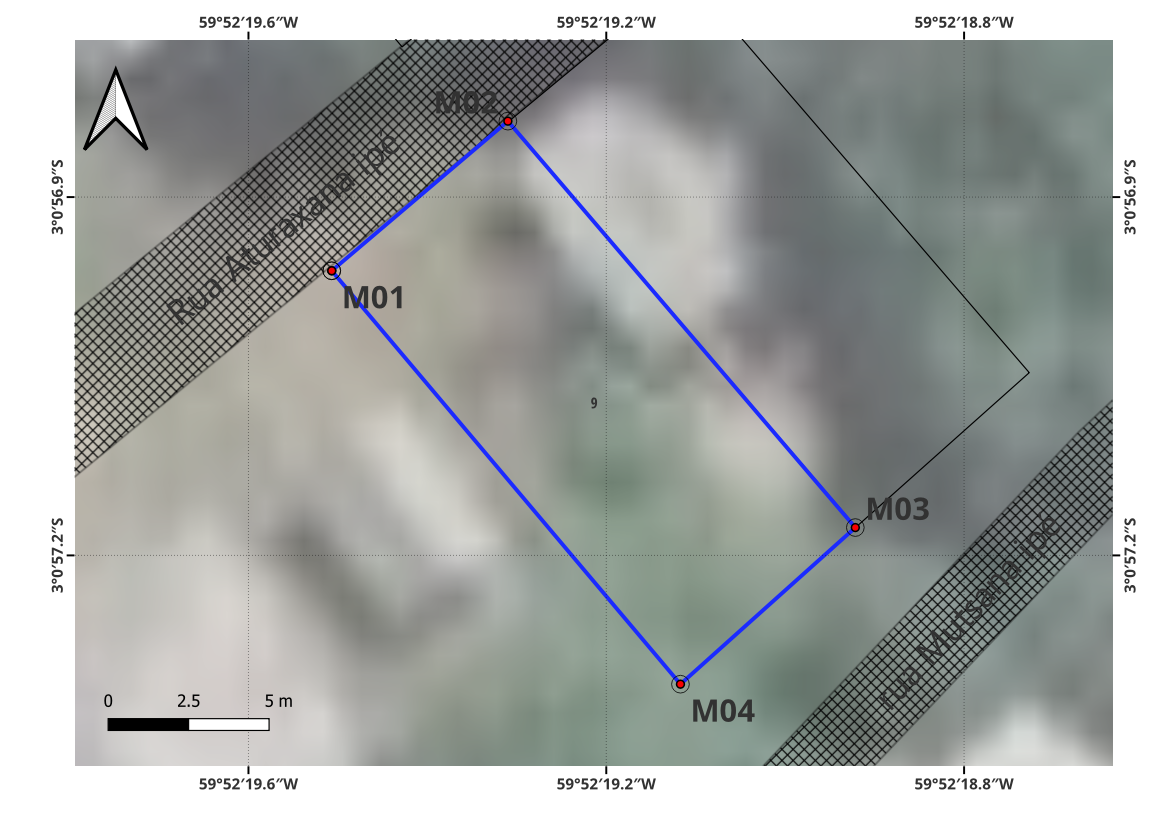 59°52′19.6″W 59°52′19.2″W 59°52′18.8″W
M02
3°0′56.9″S 3°0′56.9″S
Rua Aturaxana ipê
M01
9
M03
3°0′57.2″S 3°0′57.2″S
rua Mutsana ipê
M04
0 2.5 5 m
59°52′19.6″W 59°52′19.2″W 59°52′18.8″W